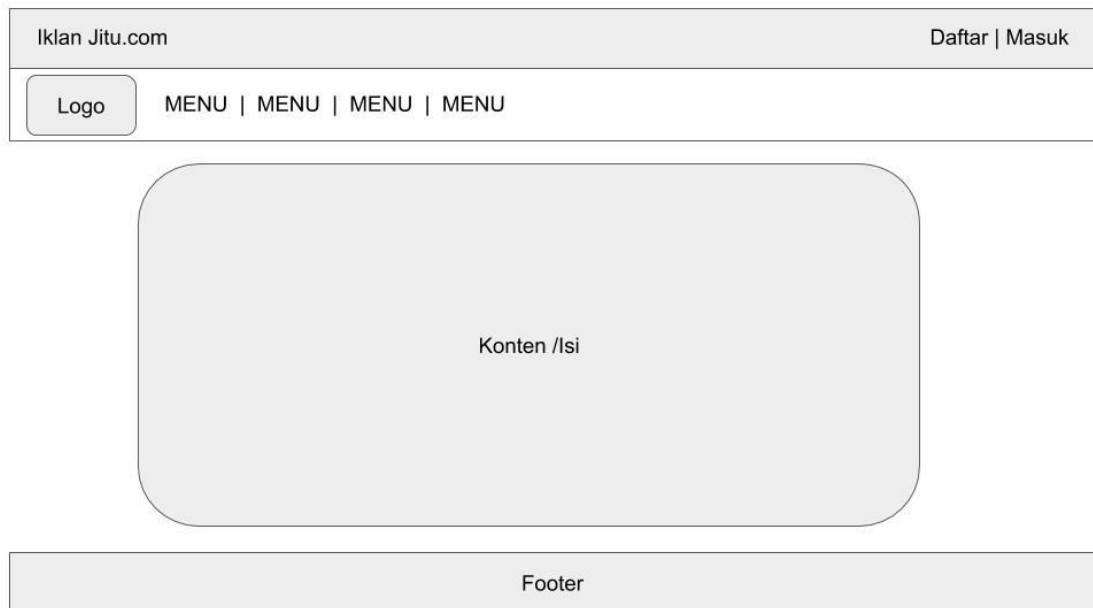 Iklan Jitu.com Daftar | Masuk
Logo MENU | MENU | MENU | MENU
Konten /Isi
Footer